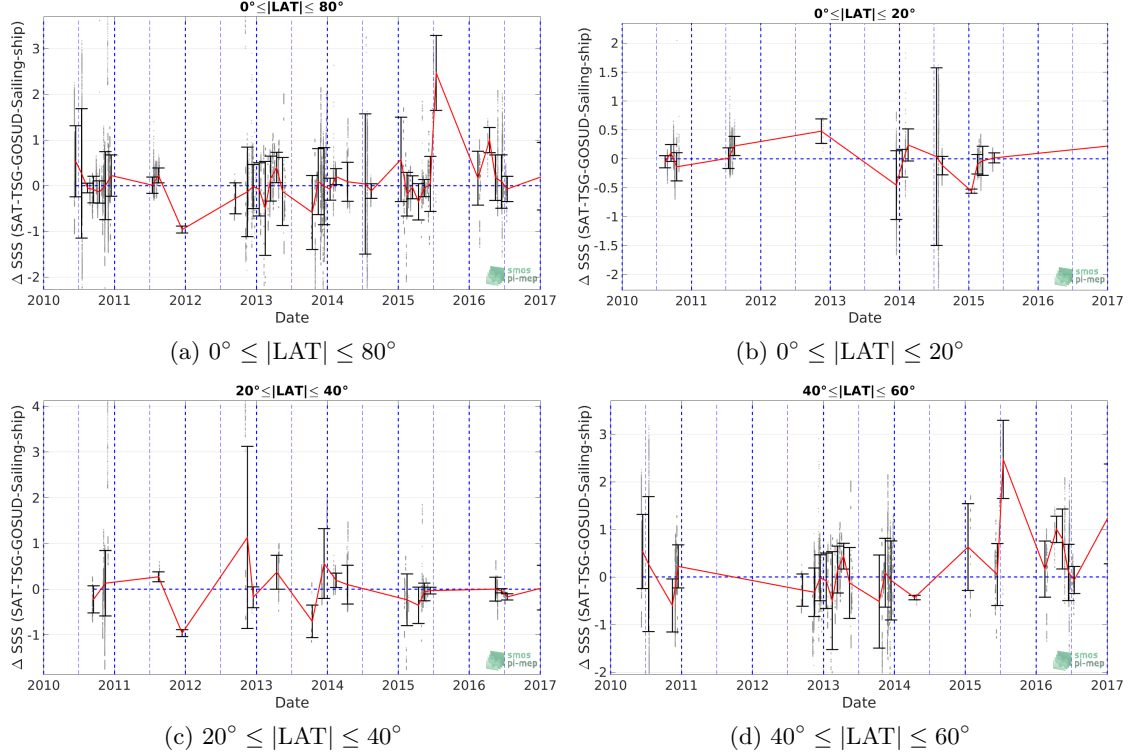 0°≤|LAT|≤ 80°
Δ SSS (SAT-TSG-GOSUD-Sailing-ship)
3
2
1
0
-1
-2
2010 2011 2012 2013 2014 2015 2016 2017
Date
smos
pi-mep
(a) 0° ≤ |LAT| ≤ 80°
0°≤|LAT|≤ 20°
Δ SSS (SAT-TSG-GOSUD-Sailing-ship)
2
1.5
1
0.5
0
-0.5
-1
-1.5
-2
2010 2011 2012 2013 2014 2015 2016 2017
Date
smos
pi-mep
(b) 0° ≤ |LAT| ≤ 20°
20°≤|LAT|≤ 40°
Δ SSS (SAT-TSG-GOSUD-Sailing-ship)
4
3
2
1
0
-1
2010 2011 2012 2013 2014 2015 2016 2017
Date
smos
pi-mep
(c) 20° ≤ |LAT| ≤ 40°
40°≤|LAT|≤ 60°
Δ SSS (SAT-TSG-GOSUD-Sailing-ship)
3
2
1
0
-1
-2
2010 2011 2012 2013 2014 2015 2016 2017
Date
smos
pi-mep
(d) 40° ≤ |LAT| ≤ 60°